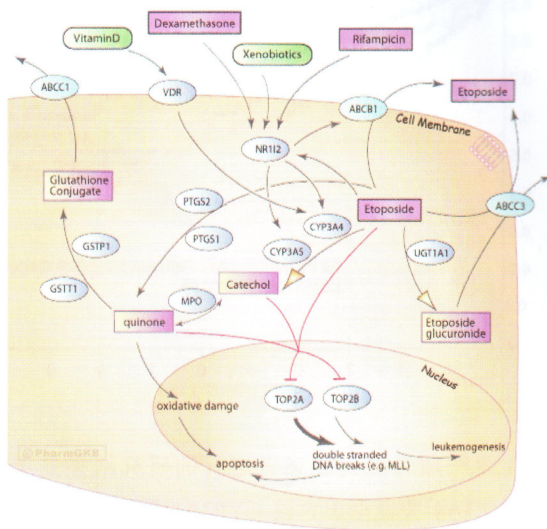 Dexamethasone
VitaminD
Xenobiotics
Rifampicin
ABCC1
VDR
ABCB1
Etoposide
Cell Membrane
NR1I2
Glutathione
Conjugate
PTGS2
CYP3A4
Etoposide
ABCC3
PTGS1
GSTP1
CYP3A5
UGT1A1
GSTT1
MPO
Catechol
quinone
Etoposide
glucuronide
Nucleus
TOP2A
TOP2B
oxidative damge
double stranded
DNA breaks (e.g. MLL)
leukemogenesis
apoptosis
©PharmGKB